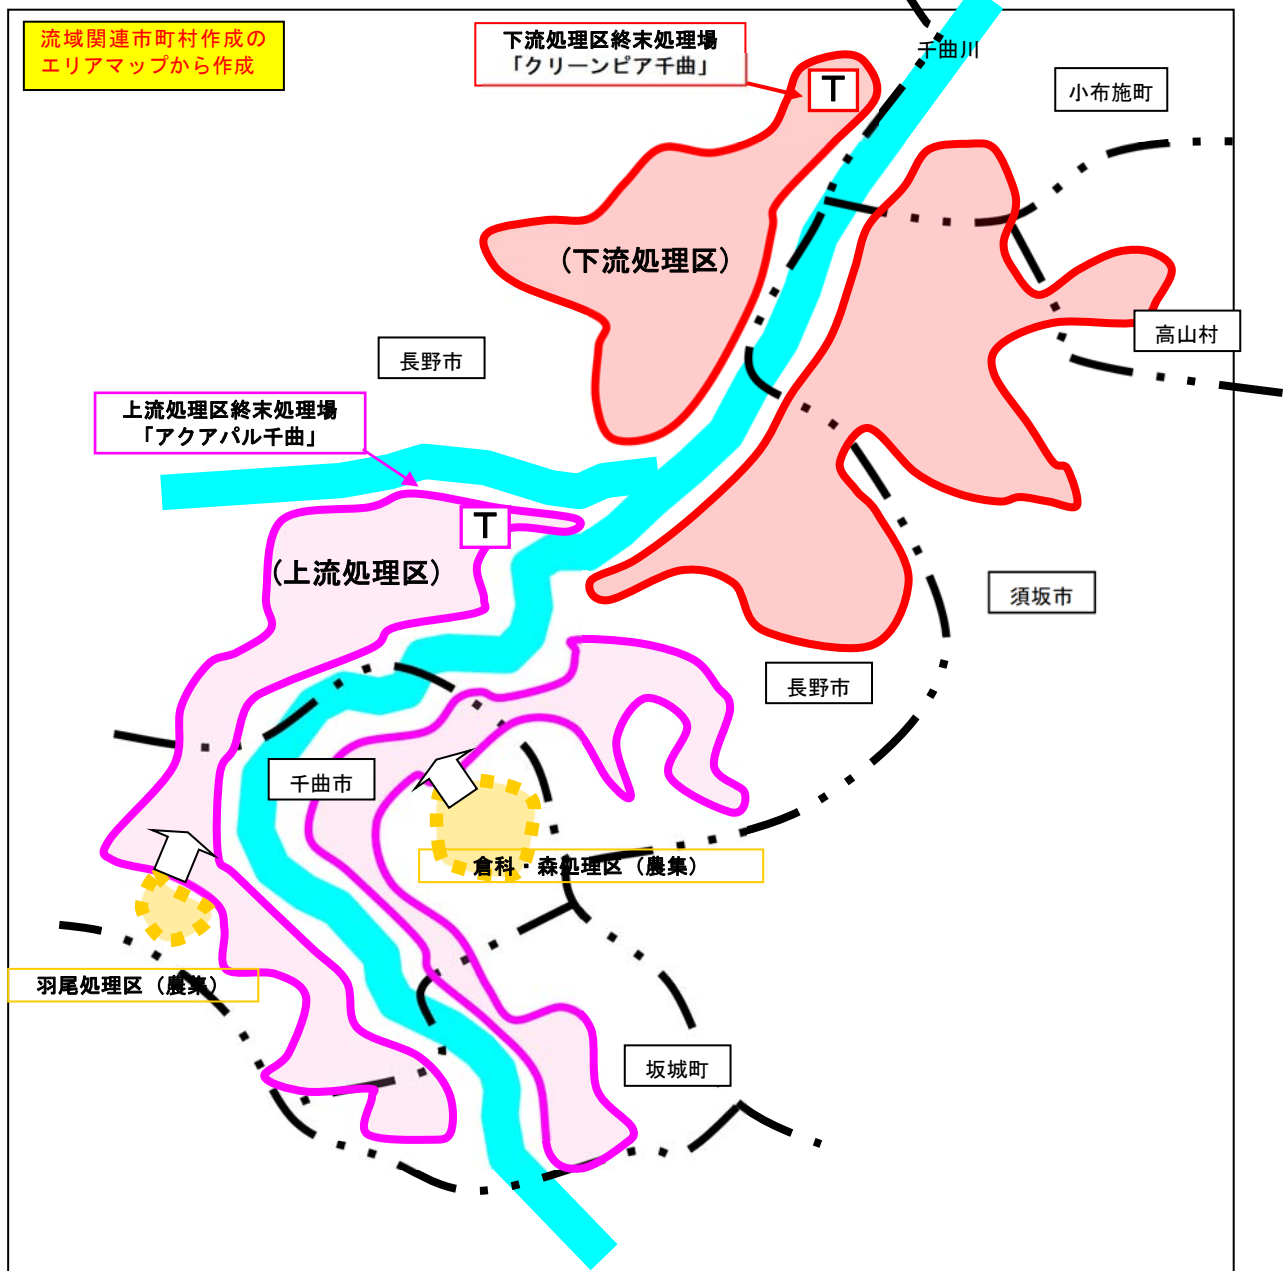 流域関連市町村作成の
エリアマップから作成
下流処理区終末処理場
「クリーンピア千曲」
千曲川
T
小布施町
(下流処理区)
高山村
長野市
上流処理区終末処理場
「アクアパル千曲」
T
(上流処理区)
須坂市
長野市
千曲市
倉科・森処理区（農集）
羽尾処理区（農集）
坂城町